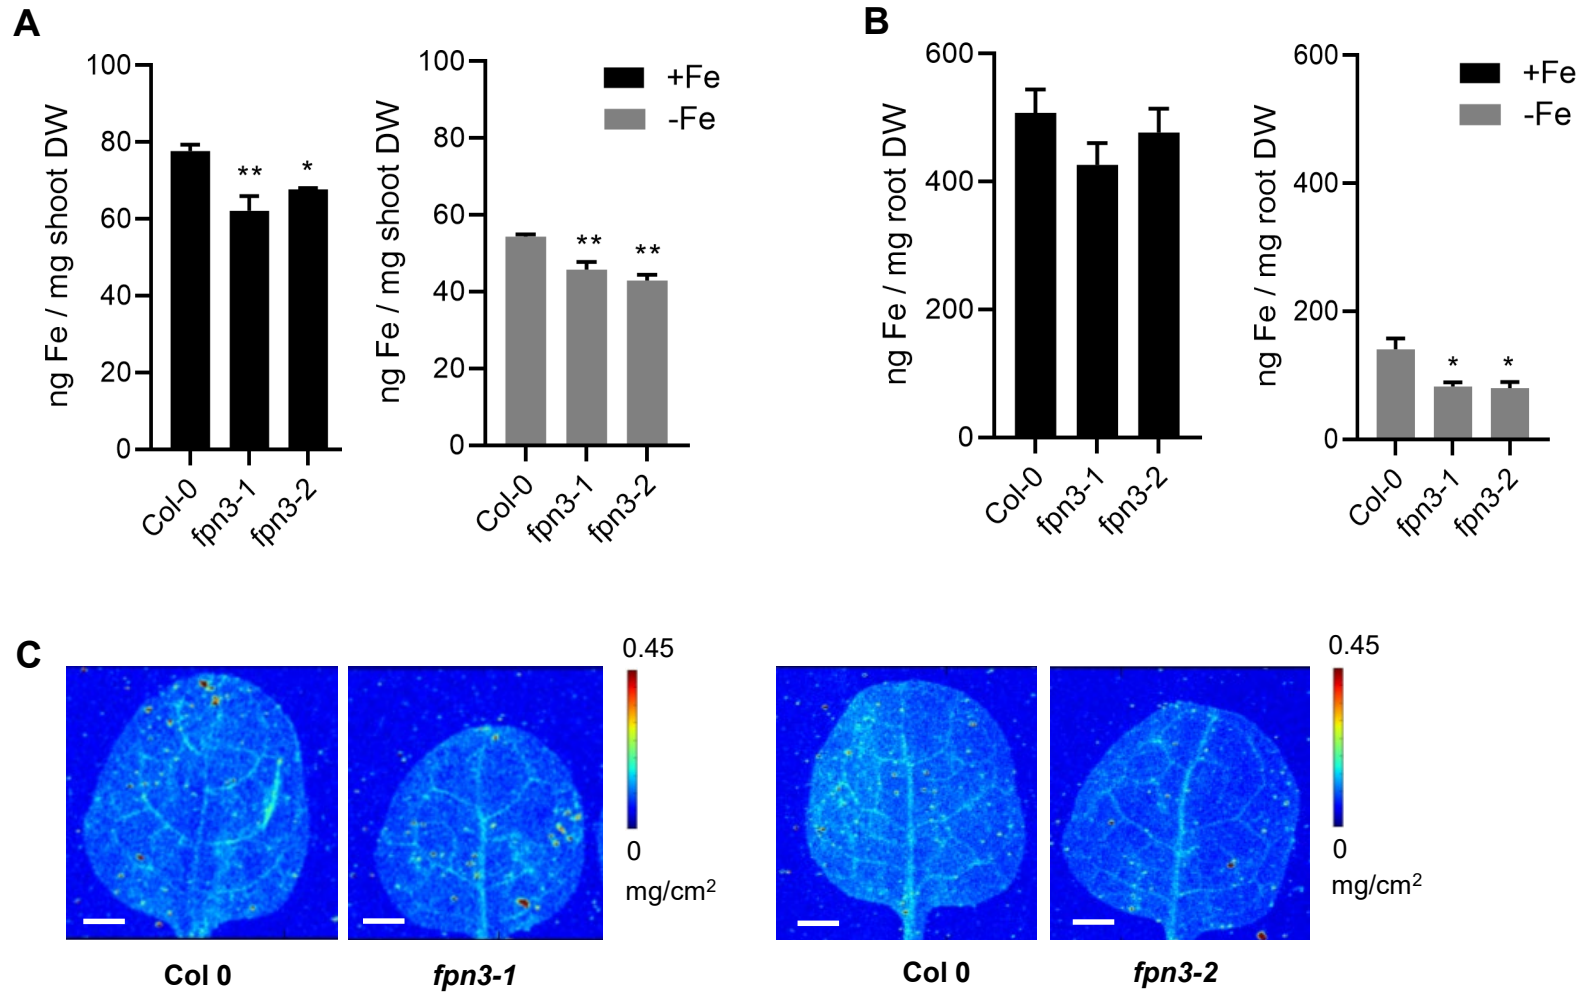 A
ng Fe / mg shoot DW
100
80
60
40
20
0
**
*
Col-0
fpn3-1
fpn3-2
ng Fe / mg shoot DW
100
80
60
40
20
0
**
**
Col-0
fpn3-1
fpn3-2
+Fe
-Fe
B
ng Fe / mg root DW
600
400
200
0
Col-0
fpn3-1
fpn3-2
ng Fe / mg root DW
600
400
200
0
*
*
Col-0
fpn3-1
fpn3-2
+Fe
-Fe
C
0.45
0
mg/cm²
Col 0
fpn3-1
0.45
0
mg/cm²
Col 0
fpn3-2